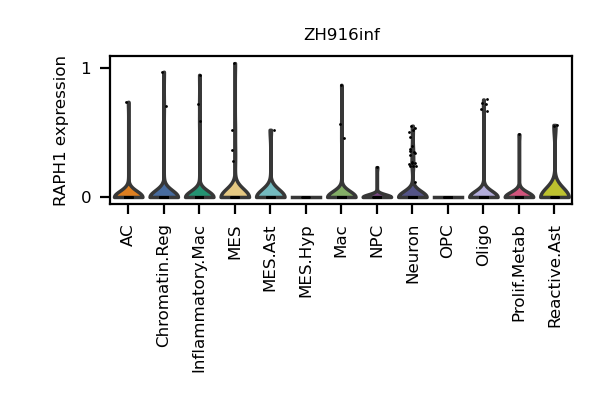 ZH916inf
RAPH1 expression
1
0
AC
Chromatin.Reg
Inflammatory.Mac
MES
MES.Ast
MES.Hyp
Mac
NPC
Neuron
OPC
Oligo
Prolif.Metab
Reactive.Ast